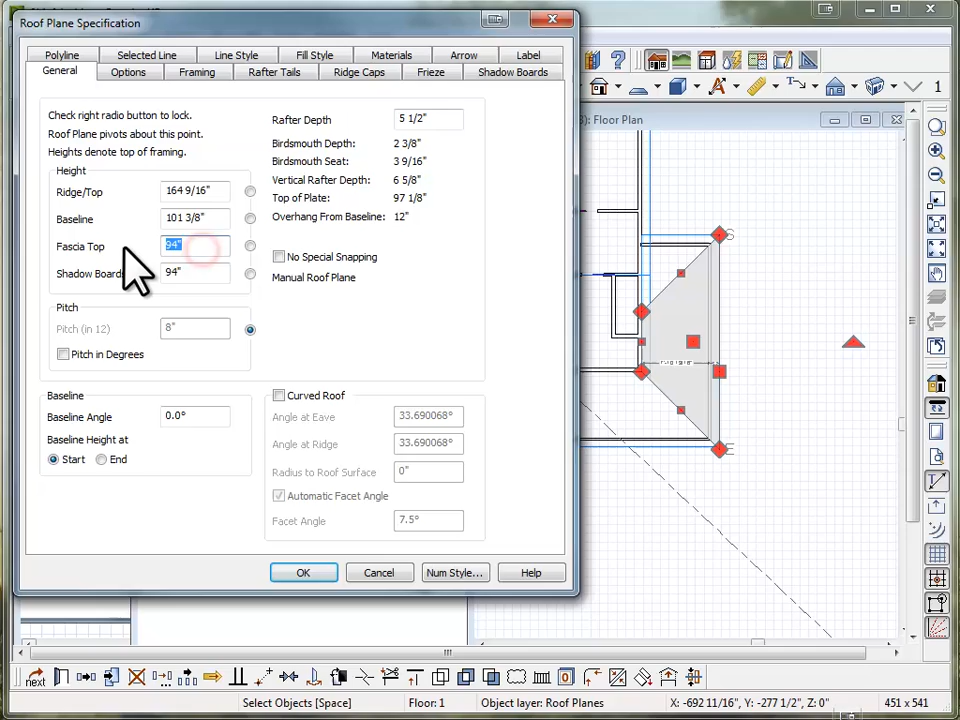 Roof Plane Specification
Polyline Selected Line Line Style Fill Style Materials Arrow Label
General Options Framing Rafter Tails Ridge Caps Frieze Shadow Boards
Check right radio button to lock.
Roof Plane pivots about this point.
Heights denote top of framing.
Height
Ridge/Top 164 9/16"
Baseline 101 3/8"
Fascia Top 94"
Shadow Boards 94"
Pitch
Pitch (in 12) 8"
Pitch in Degrees
Baseline
Baseline Angle 0.0°
Baseline Height at
Start End
Rafter Depth 5 1/2"
Birdsmouth Depth: 2 3/8"
Birdsmouth Seat: 3 9/16"
Vertical Rafter Depth: 6 5/8"
Top of Plate: 97 1/8"
Overhang From Baseline: 12"
No Special Snapping
Manual Roof Plane
Curved Roof
Angle at Eave 33.690068°
Angle at Ridge 33.690068°
Radius to Roof Surface 0"
Automatic Facet Angle
Facet Angle 7.5°
OK Cancel Num Style... Help
1
3): Floor Plan
S
E
next
Select Objects [Space] Floor: 1 Object layer: Roof Planes X: -692 11/16", Y: -277 1/2", Z: 0" 451 x 541